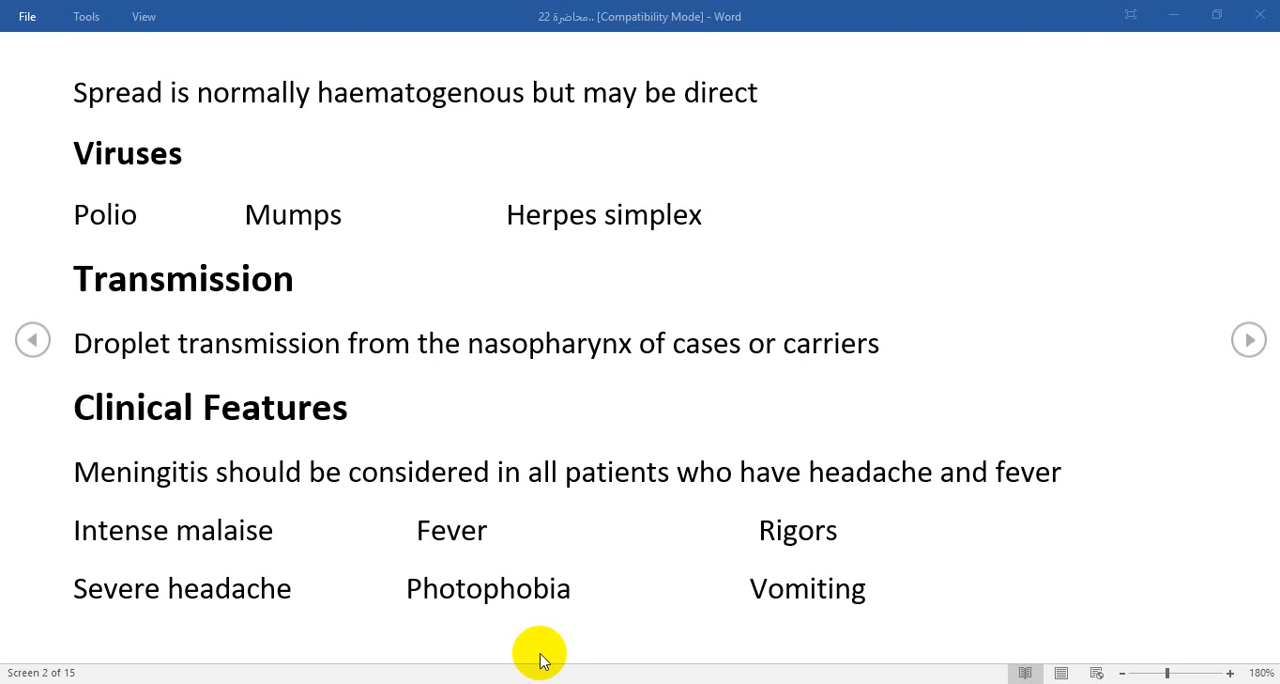 File Tools View محاضرة 22.. [Compatibility Mode] - Word
Spread is normally haematogenous but may be direct
Viruses
Polio Mumps Herpes simplex
Transmission
Droplet transmission from the nasopharynx of cases or carriers
Clinical Features
Meningitis should be considered in all patients who have headache and fever
Intense malaise Fever Rigors
Severe headache Photophobia Vomiting
Screen 2 of 15 180%